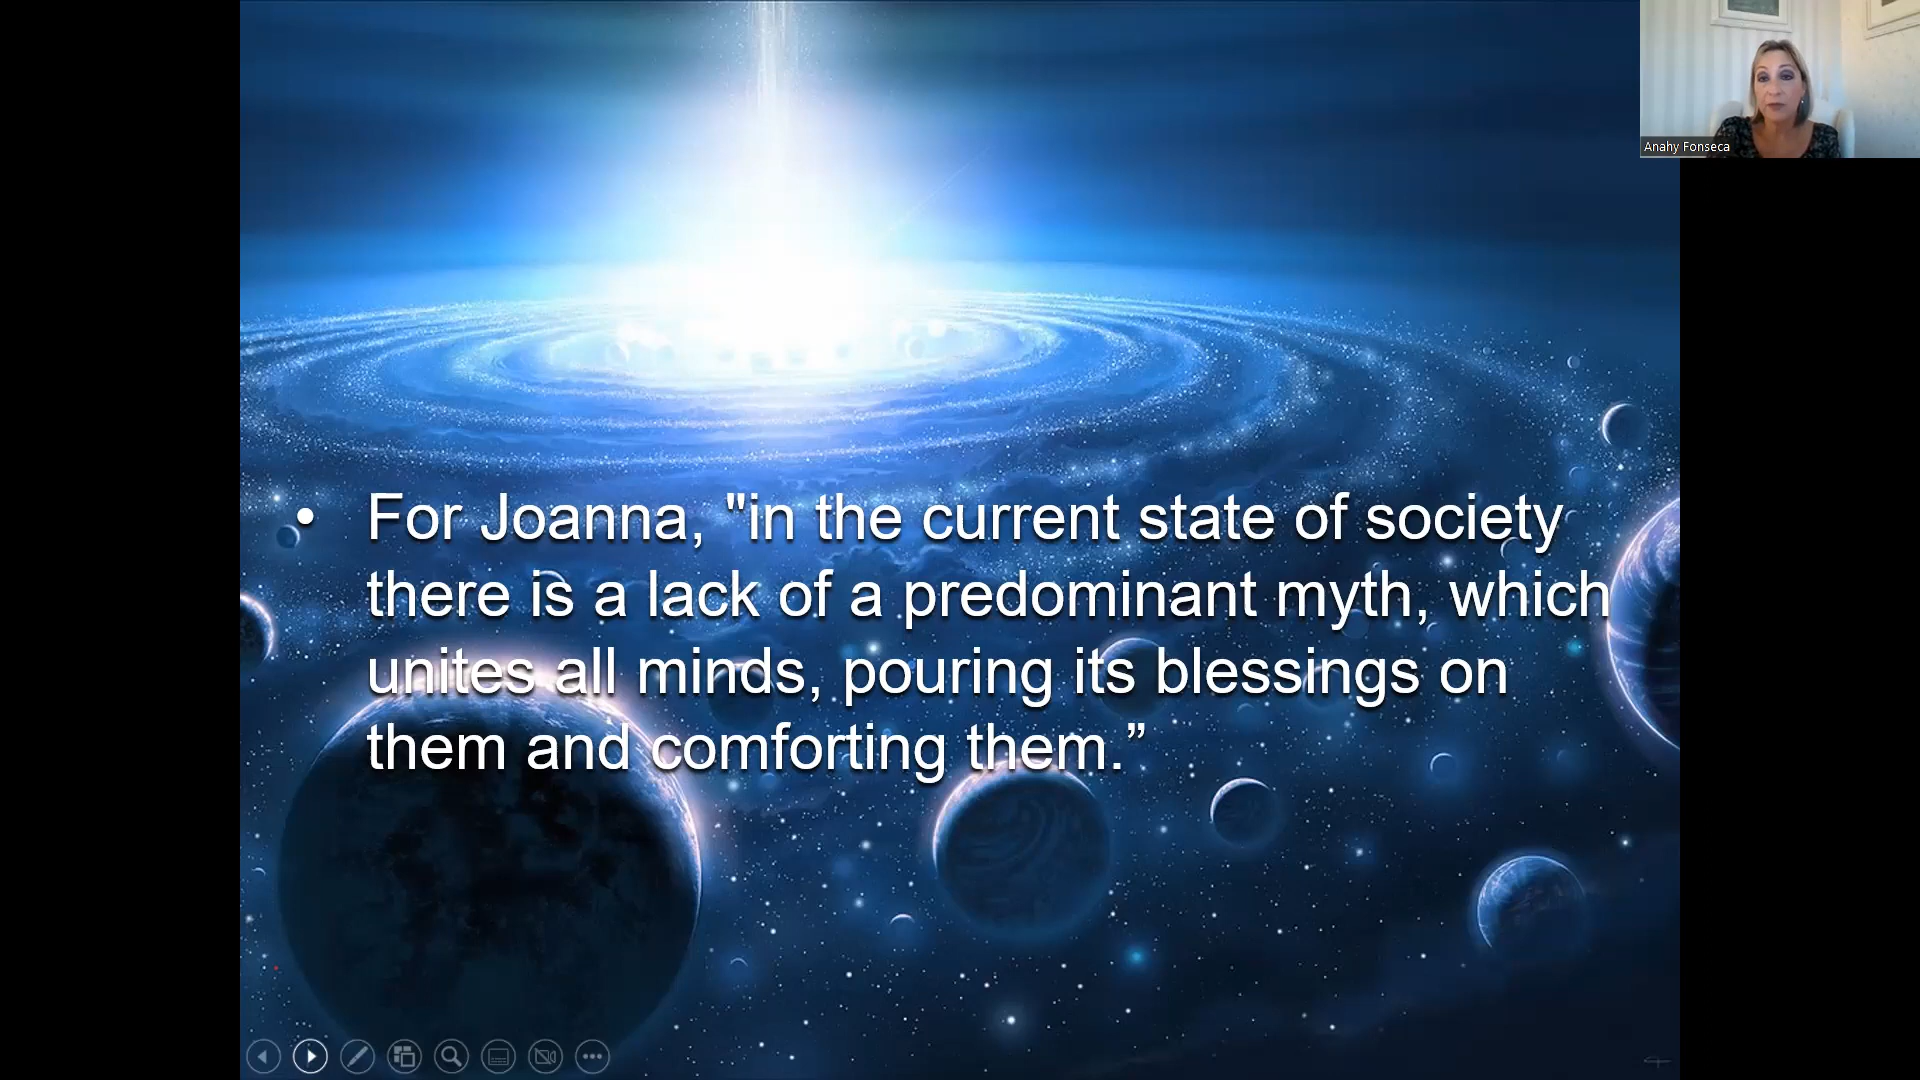 Anahy Fonseca
• For Joanna, "in the current state of society
there is a lack of a predominant myth, which
unites all minds, pouring its blessings on
them and comforting them.”